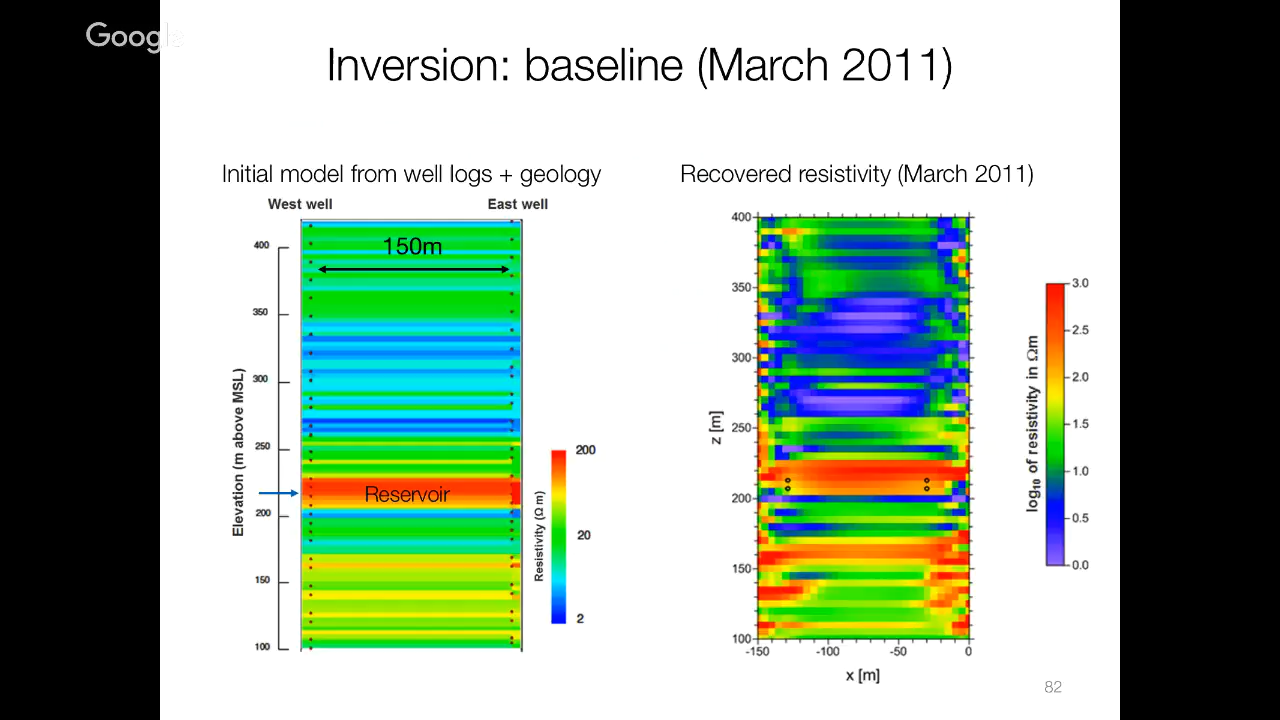 Google
Inversion: baseline (March 2011)
Initial model from well logs + geology
West well
East well
150m
400
350
300
250
200
150
100
Elevation (m above MSL)
Reservoir
200
20
2
Resistivity (Ω m)
Recovered resistivity (March 2011)
400
350
300
250
200
150
100
z [m]
-150
-100
-50
0
x [m]
3.0
2.5
2.0
1.5
1.0
0.5
0.0
log₁₀ of resistivity in Ωm
82